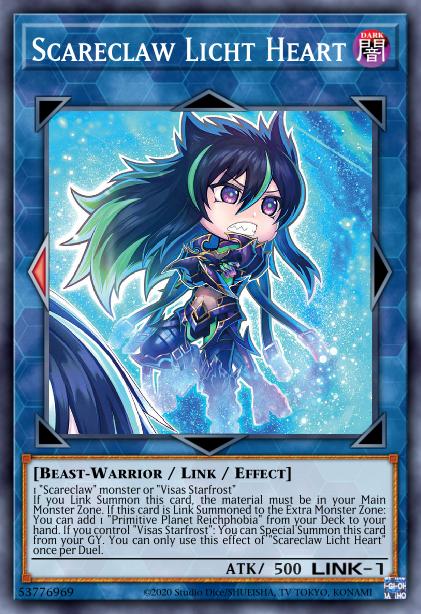 Scareclaw Licht Heart
DARK
闇
[Beast-Warrior / Link / Effect]
1 "Scareclaw" monster or "Visas Starfrost"
If you Link Summon this card, the material must be in your Main
Monster Zone. If this card is Link Summoned to the Extra Monster Zone:
You can add 1 "Primitive Planet Reichphobia" from your Deck to your
hand. If you control "Visas Starfrost": You can Special Summon this card
from your GY. You can only use this effect of "Scareclaw Licht Heart"
once per Duel.
ATK/ 500 LINK-1
53776969 ©2020 Studio Dice/SHUEISHA, TV TOKYO, KONAMI